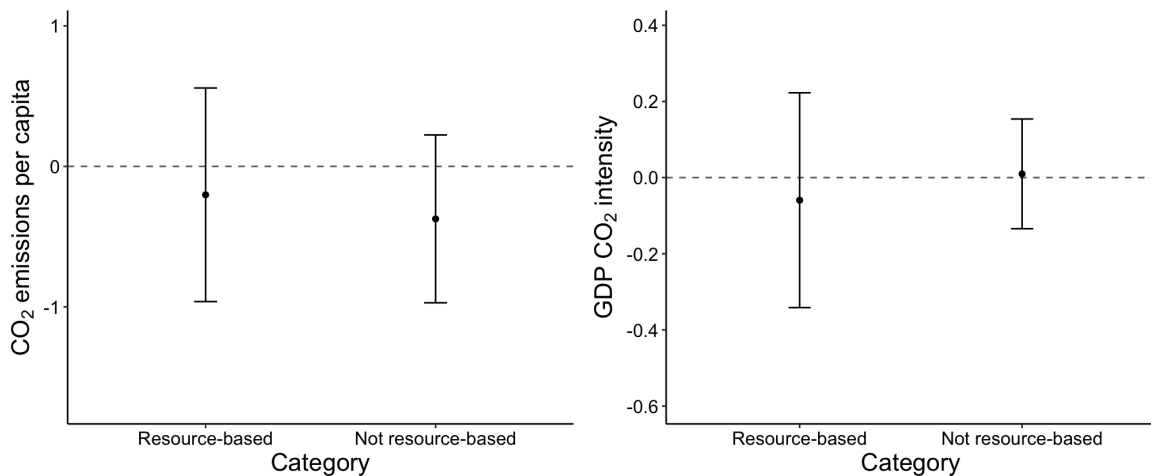 CO₂ emissions per capita
1
0
-1
Resource-based
Not resource-based
Category
GDP CO₂ intensity
0.4
0.2
0.0
-0.2
-0.4
-0.6
Resource-based
Not resource-based
Category